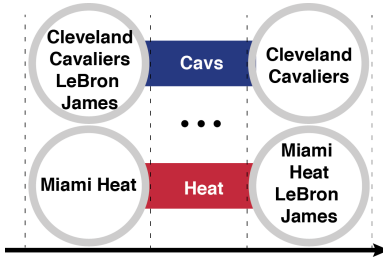 Cleveland
Cavaliers
LeBron
James
Cavs
Cleveland
Cavaliers
...
Miami Heat
Heat
Miami
Heat
LeBron
James